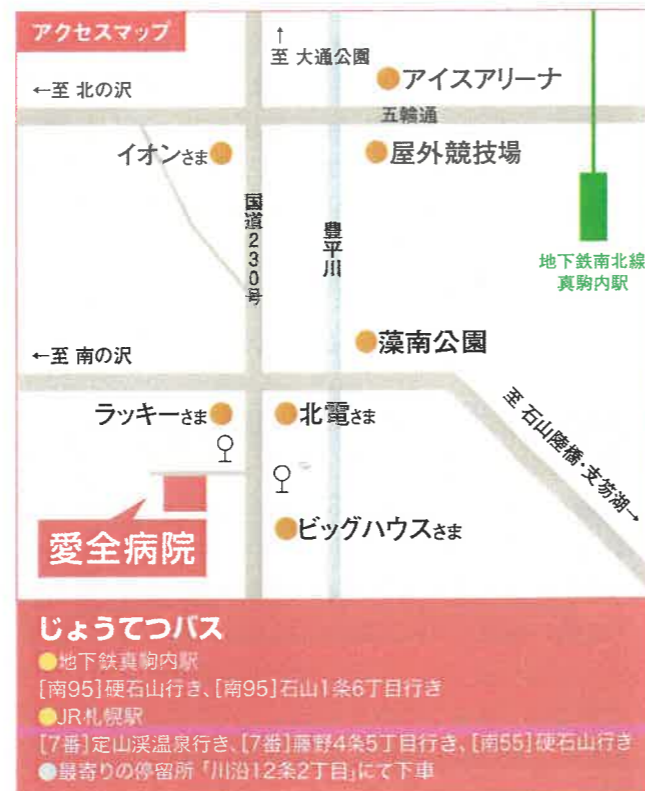 アクセスマップ
↑
至 大通公園
←至 北の沢
アイスアリーナ
五輪通
イオンさま
屋外競技場
国道230号
豊平川
地下鉄南北線
真駒内駅
藻南公園
←至 南の沢
ラッキーさま
北電さま
至 石山陸橋・支笏湖→
ビッグハウスさま
愛全病院
じょうてつバス
●地下鉄真駒内駅
[南95]硬石山行き、[南95]石山1条6丁目行き
●JR札幌駅
[7番]定山渓温泉行き、[7番]藤野4条5丁目行き、[南55]硬石山行き
●最寄りの停留所「川沿12条2丁目」にて下車